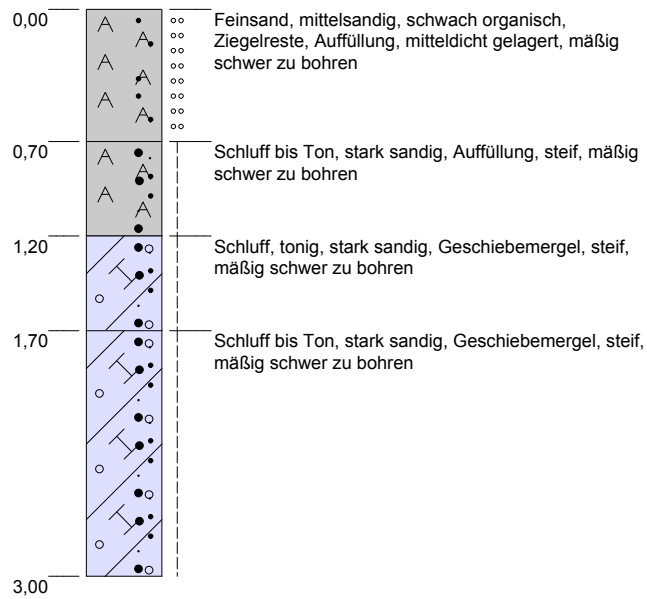 0,00
Feinsand, mittelsandig, schwach organisch,
Ziegelreste, Auffüllung, mitteldicht gelagert, mäßig
schwer zu bohren
0,70
Schluff bis Ton, stark sandig, Auffüllung, steif, mäßig
schwer zu bohren
1,20
Schluff, tonig, stark sandig, Geschiebemergel, steif,
mäßig schwer zu bohren
1,70
Schluff bis Ton, stark sandig, Geschiebemergel, steif,
mäßig schwer zu bohren
3,00